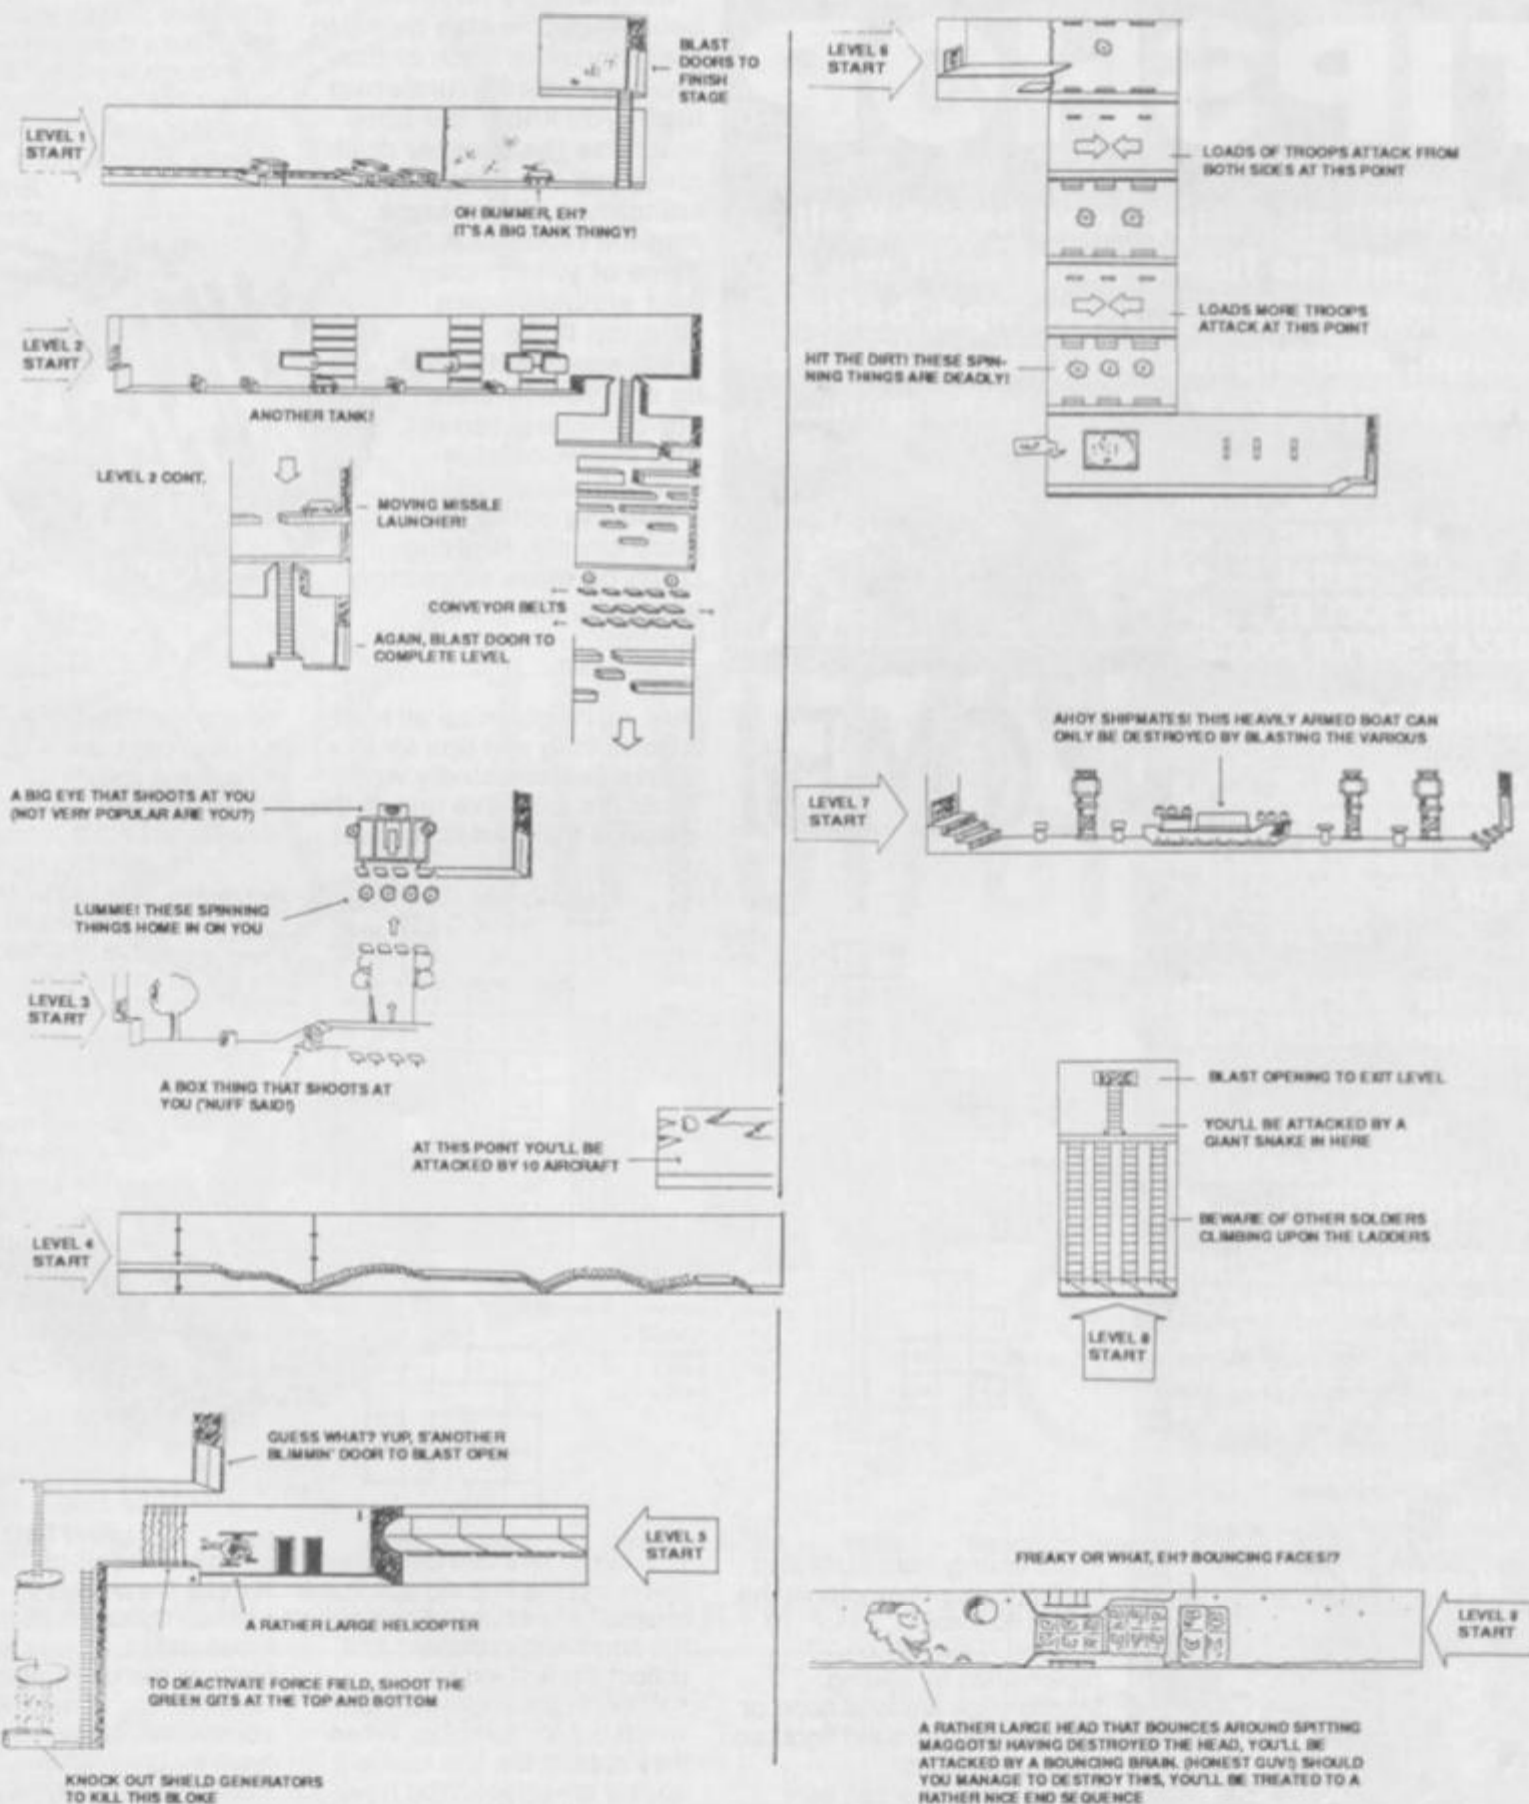 BLAST
DOORS TO
FINISH
STAGE
LEVEL 1
START
OH BUMMER, EH?
IT'S A BIG TANK THINGY!
LEVEL 2
START
ANOTHER TANK!
LEVEL 2 CONT.
MOVING MISSILE
LAUNCHER!
CONVEYOR BELTS
AGAIN, BLAST DOOR TO
COMPLETE LEVEL
A BIG EYE THAT SHOOTS AT YOU
(NOT VERY POPULAR ARE YOU?)
LUMMIE! THESE SPINNING
THINGS HOME IN ON YOU
LEVEL 3
START
A BOX THING THAT SHOOTS AT
YOU ('NUFF SAID!)
AT THIS POINT YOU'LL BE
ATTACKED BY 10 AIRCRAFT
LEVEL 4
START
GUESS WHAT? YUP, S'ANOTHER
BLIMMIN' DOOR TO BLAST OPEN
LEVEL 5
START
A RATHER LARGE HELICOPTER
TO DEACTIVATE FORCE FIELD, SHOOT THE
GREEN GITS AT THE TOP AND BOTTOM
KNOCK OUT SHIELD GENERATORS
TO KILL THIS BLOKE
LEVEL 6
START
LOADS OF TROOPS ATTACK FROM
BOTH SIDES AT THIS POINT
LOADS MORE TROOPS
ATTACK AT THIS POINT
HIT THE DIRT! THESE SPIN-
NING THINGS ARE DEADLY!
AHOY SHIPMATES! THIS HEAVILY ARMED BOAT CAN
ONLY BE DESTROYED BY BLASTING THE VARIOUS
LEVEL 7
START
BLAST OPENING TO EXIT LEVEL
YOU'LL BE ATTACKED BY A
GIANT SNAKE IN HERE
BEWARE OF OTHER SOLDIERS
CLIMBING UPON THE LADDERS
LEVEL 8
START
FREAKY OR WHAT, EH? BOUNCING FACES!?
LEVEL 9
START
A RATHER LARGE HEAD THAT BOUNCES AROUND SPITTING
MAGGOTS! HAVING DESTROYED THE HEAD, YOU'LL BE
ATTACKED BY A BOUNCING BRAIN. (HONEST GUV!) SHOULD
YOU MANAGE TO DESTROY THIS, YOU'LL BE TREATED TO A
RATHER NICE END SEQUENCE